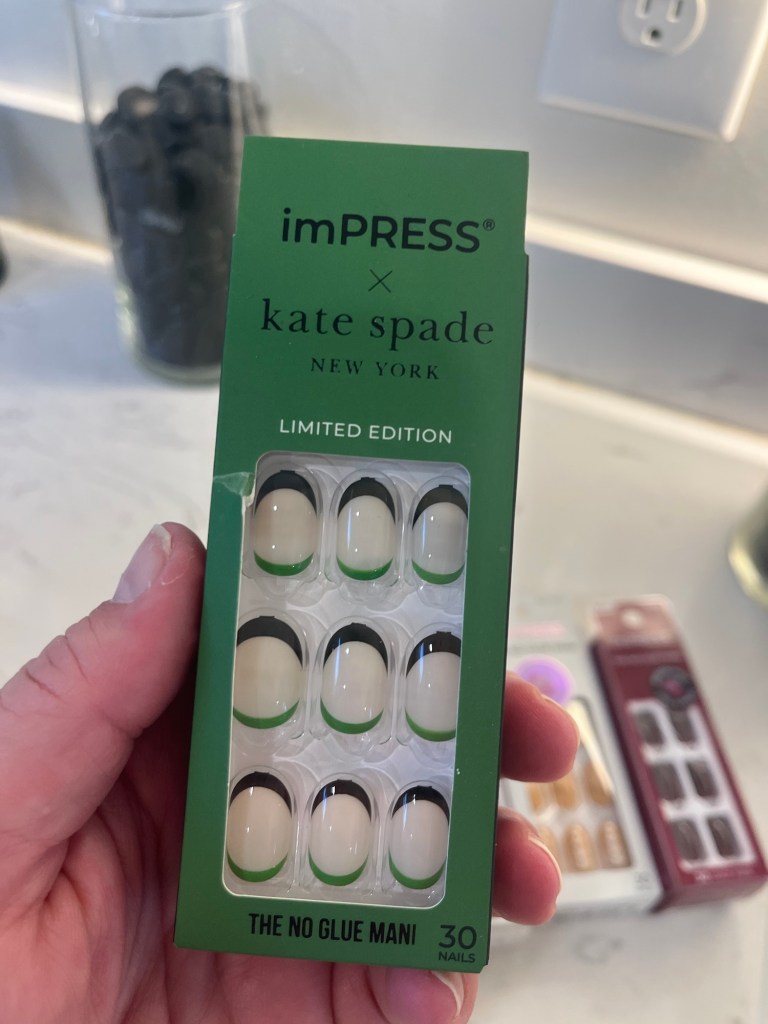 imPRESS®
×
kate spade
NEW YORK
LIMITED EDITION
THE NO GLUE MANI
30
NAILS